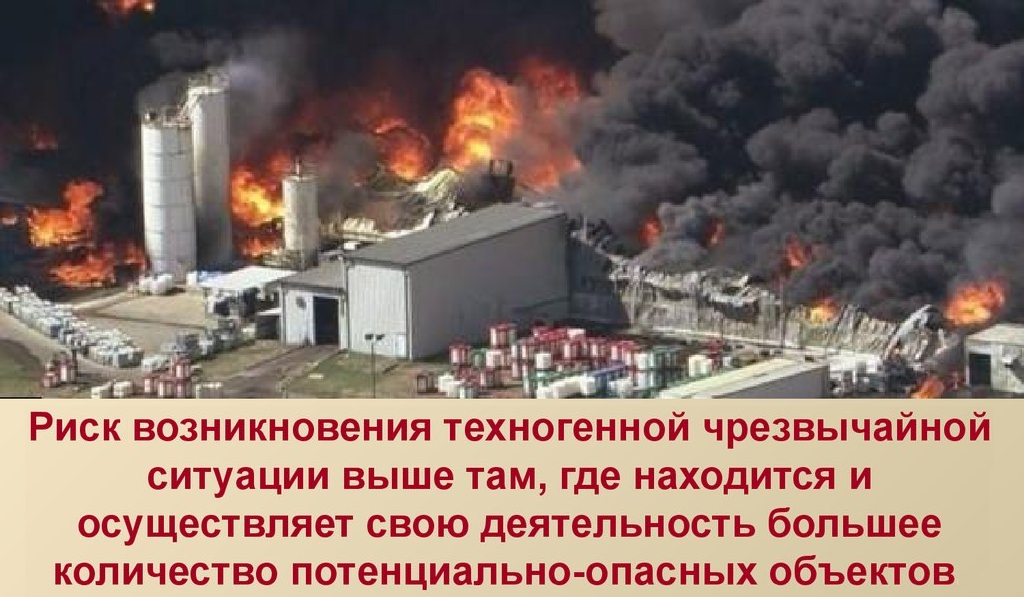 Риск возникновения техногенной чрезвычайной
ситуации выше там, где находится и
осуществляет свою деятельность большее
количество потенциально-опасных объектов